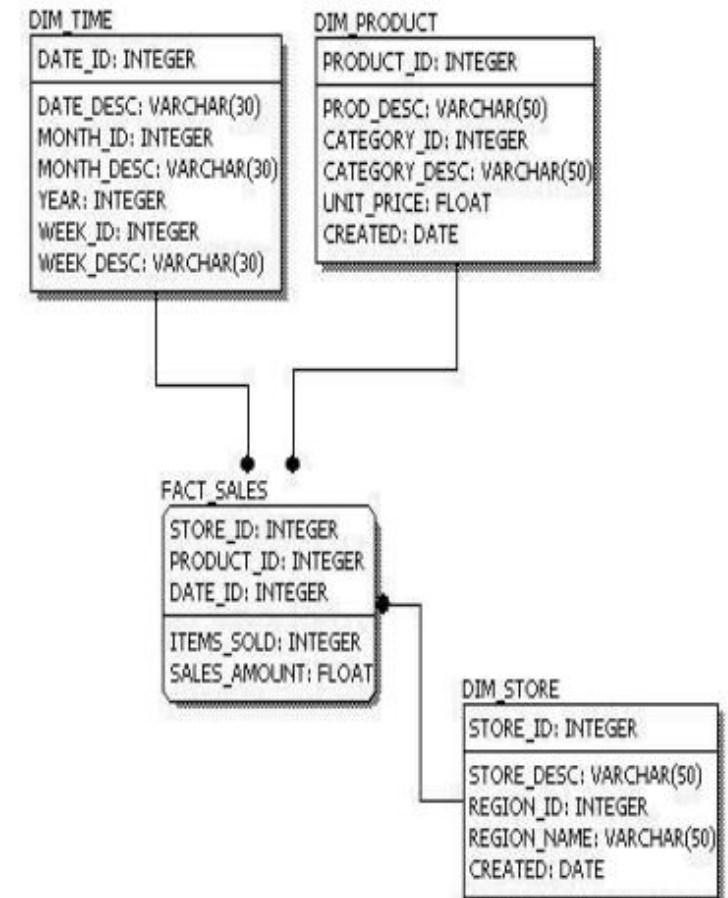 DIM_TIME
DATE_ID: INTEGER
DATE_DESC: VARCHAR(30)
MONTH_ID: INTEGER
MONTH_DESC: VARCHAR(30)
YEAR: INTEGER
WEEK_ID: INTEGER
WEEK_DESC: VARCHAR(30)
DIM_PRODUCT
PRODUCT_ID: INTEGER
PROD_DESC: VARCHAR(50)
CATEGORY_ID: INTEGER
CATEGORY_DESC: VARCHAR(50)
UNIT_PRICE: FLOAT
CREATED: DATE
FACT_SALES
STORE_ID: INTEGER
PRODUCT_ID: INTEGER
DATE_ID: INTEGER
ITEMS_SOLD: INTEGER
SALES_AMOUNT: FLOAT
DIM_STORE
STORE_ID: INTEGER
STORE_DESC: VARCHAR(50)
REGION_ID: INTEGER
REGION_NAME: VARCHAR(50)
CREATED: DATE